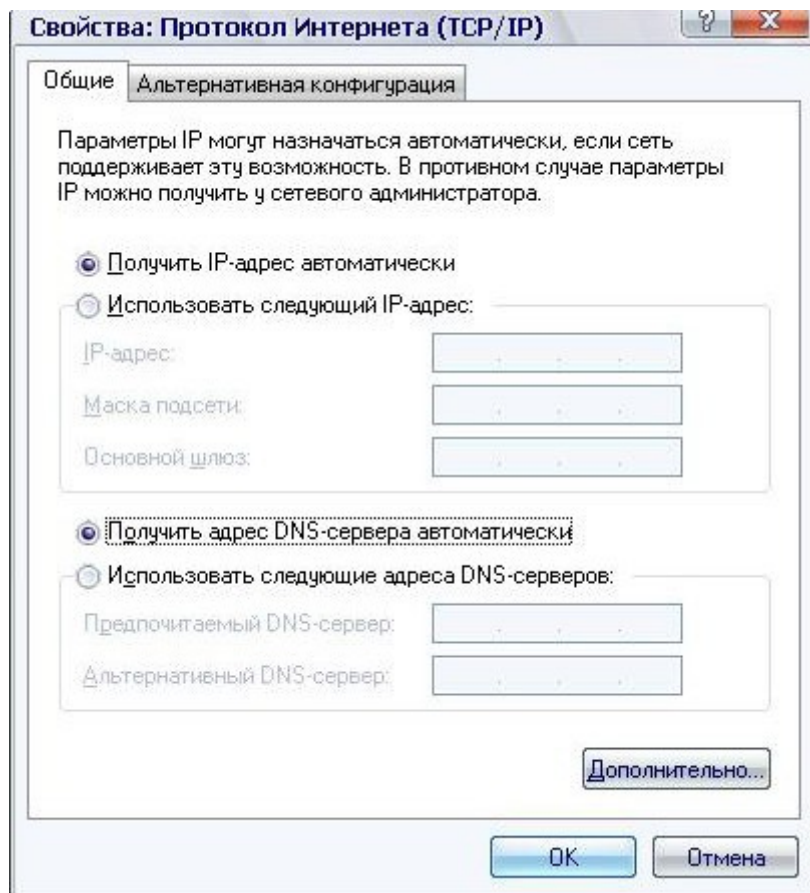 Свойства: Протокол Интернета (TCP/IP)
?
Общие
Альтернативная конфигурация
Параметры IP могут назначаться автоматически, если сеть
поддерживает эту возможность. В противном случае параметры
IP можно получить у сетевого администратора.
Получить IP-адрес автоматически
Использовать следующий IP-адрес:
IP-адрес:
Маска подсети:
Основной шлюз:
Получить адрес DNS-сервера автоматически
Использовать следующие адреса DNS-серверов:
Предпочитаемый DNS-сервер:
Альтернативный DNS-сервер:
Дополнительно...
OK
Отмена